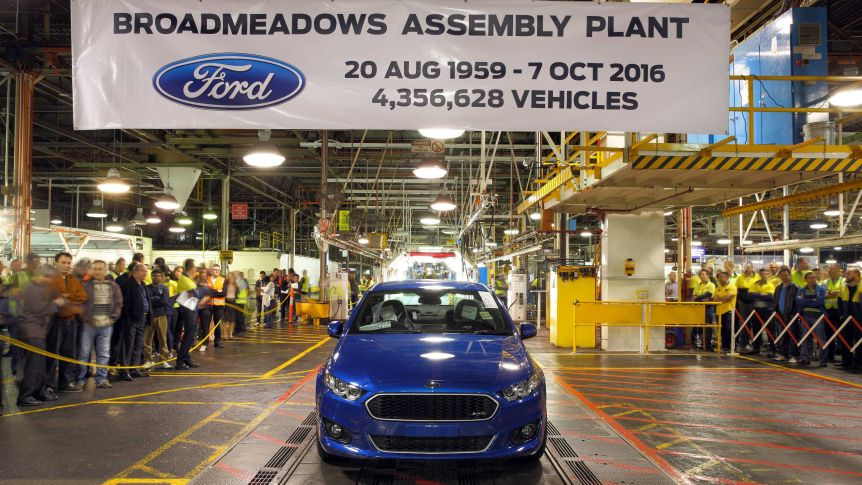 BROADMEADOWS ASSEMBLY PLANT
Ford
20 AUG 1959 - 7 OCT 2016
4,356,628 VEHICLES